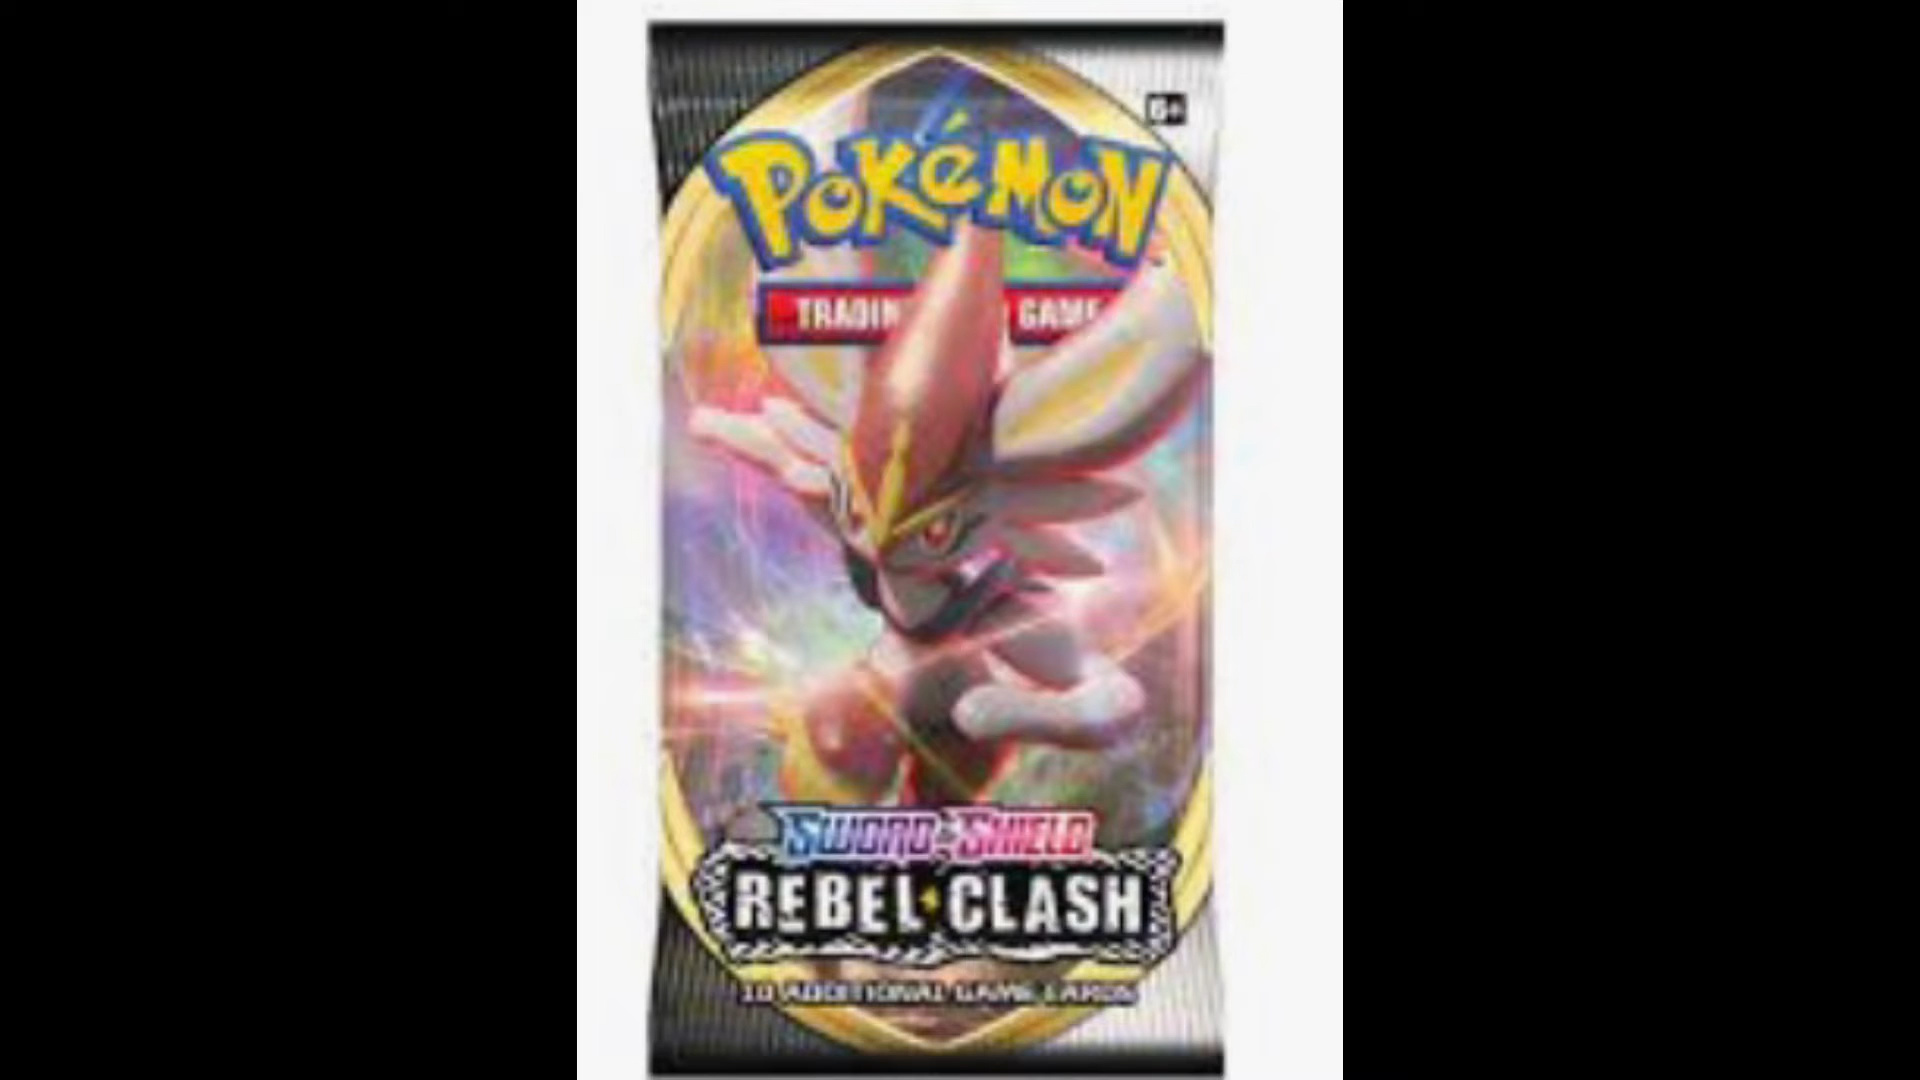 6+
POKéMON
TRADIN GAME
SWORD & SHIELD
REBEL CLASH
10 ADDITIONAL GAME CARDS